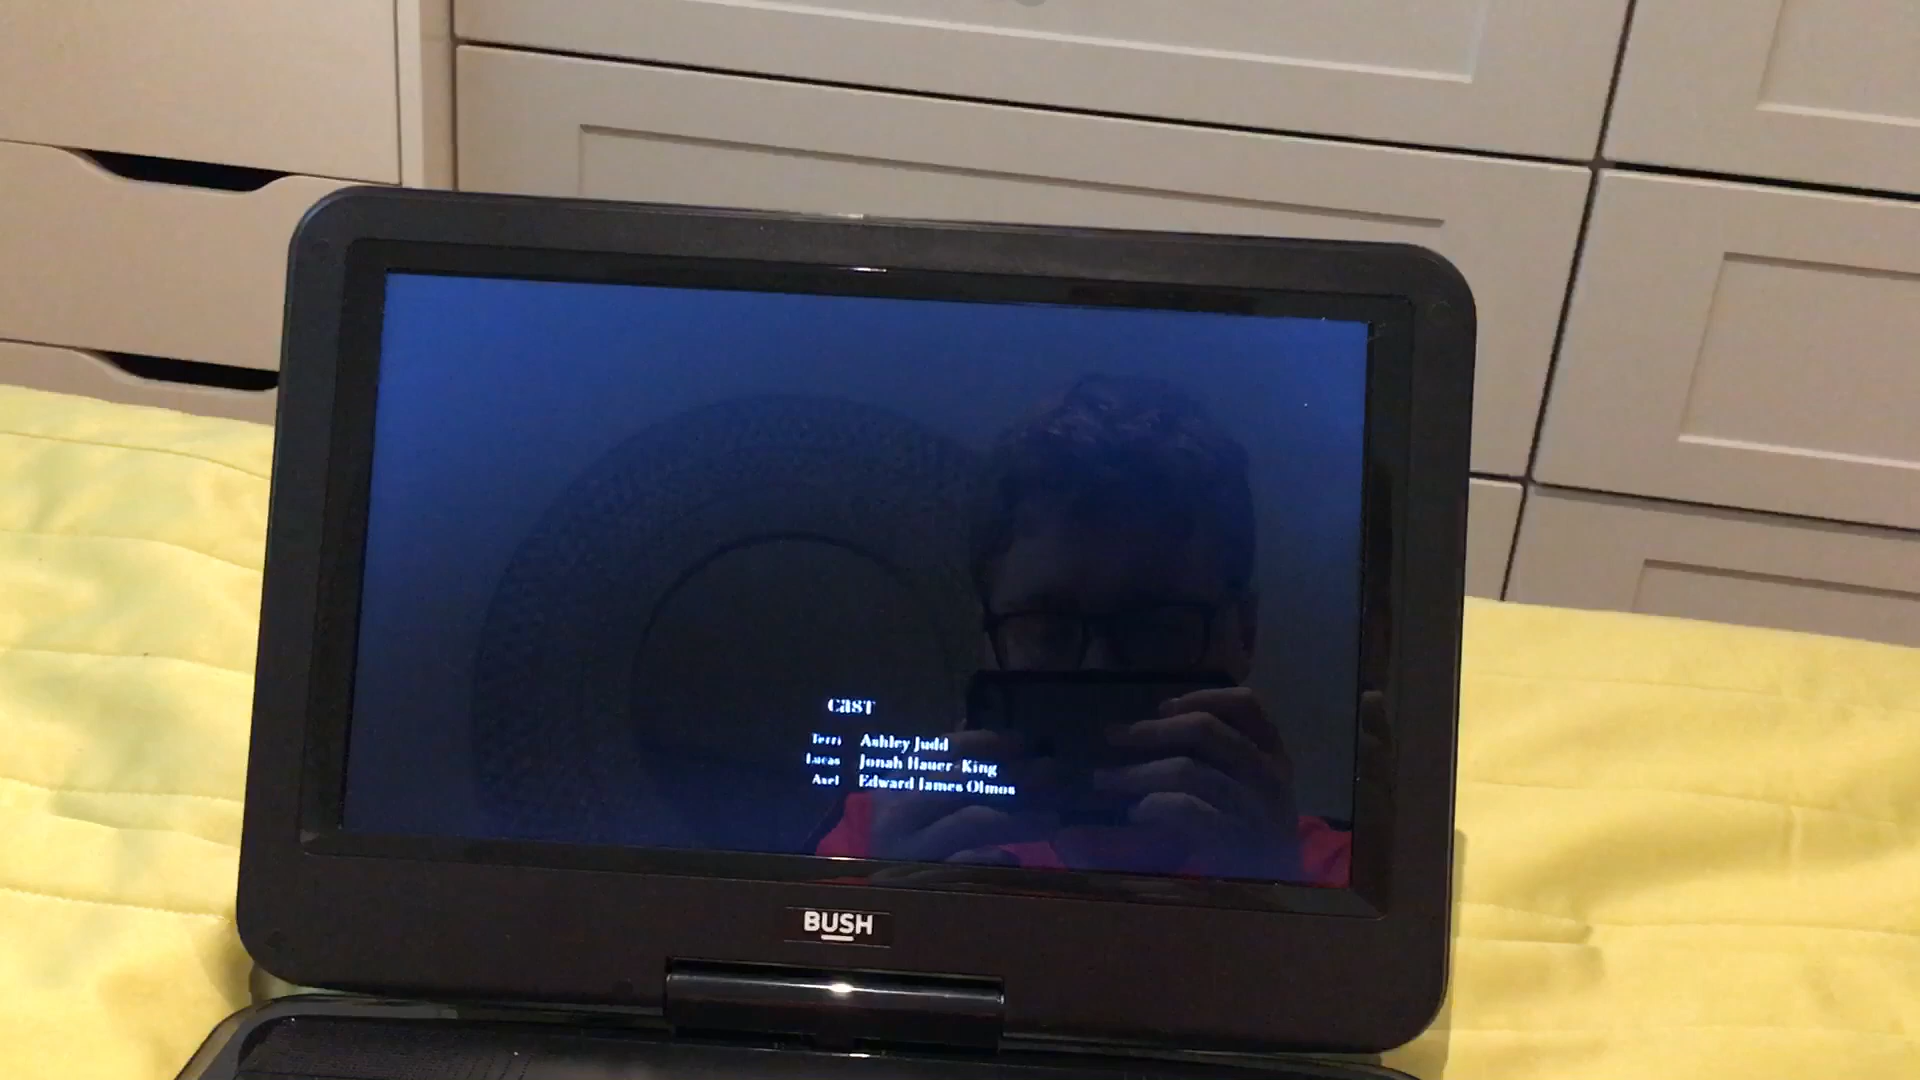 cast
Terri Ashley Judd
Lucas Jonah Hauer-King
Axel Edward James Olmos
BUSH